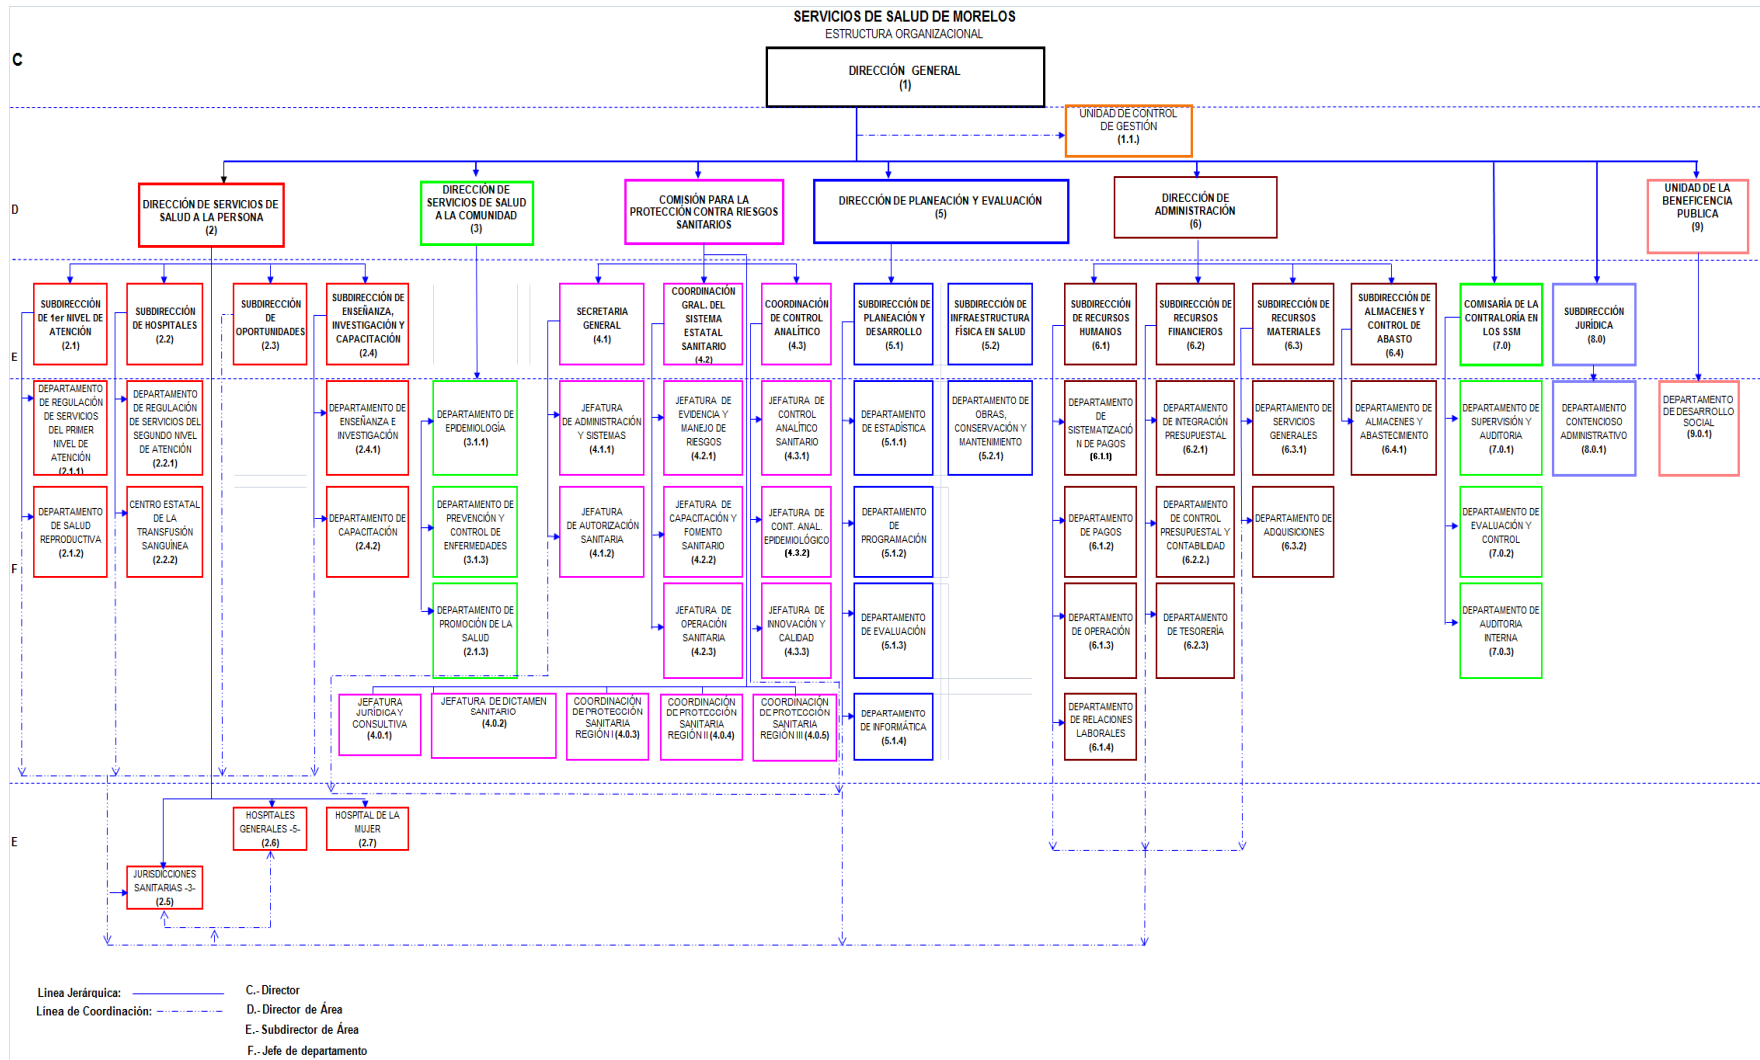 SERVICIOS DE SALUD DE MORELOS
ESTRUCTURA ORGANIZACIONAL
C
DIRECCIÓN GENERAL
(1)
UNIDAD DE CONTROL
DE GESTIÓN
(1.1.)
D
DIRECCIÓN DE SERVICIOS DE
SALUD A LA PERSONA
(2)
DIRECCIÓN DE
SERVICIOS DE SALUD
A LA COMUNIDAD
(3)
COMISIÓN PARA LA
PROTECCIÓN CONTRA RIESGOS
SANITARIOS
DIRECCIÓN DE PLANEACIÓN Y EVALUACIÓN
(5)
DIRECCIÓN DE
ADMINISTRACIÓN
(6)
UNIDAD DE LA
BENEFICENCIA
PUBLICA
(9)
E
SUBDIRECCIÓN
DE 1er NIVEL DE
ATENCIÓN
(2.1)
SUBDIRECCIÓN
DE HOSPITALES
(2.2)
SUBDIRECCIÓN
DE
OPORTUNIDADES
(2.3)
SUBDIRECCIÓN DE
ENSEÑANZA,
INVESTIGACIÓN Y
CAPACITACIÓN
(2.4)
SECRETARIA
GENERAL
(4.1)
COORDINACIÓN
GRAL. DEL
SISTEMA ESTATAL
SANITARIO
(4.2)
COORDINACIÓN
DE CONTROL
ANALÍTICO
(4.3)
SUBDIRECCIÓN DE
PLANEACIÓN Y
DESARROLLO
(5.1)
SUBDIRECCIÓN DE
INFRAESTRUCTURA
FÍSICA EN SALUD
(5.2)
SUBDIRECCIÓN
DE RECURSOS
HUMANOS
(6.1)
SUBDIRECCIÓN
DE RECURSOS
FINANCIEROS
(6.2)
SUBDIRECCIÓN
DE RECURSOS
MATERIALES
(6.3)
SUBDIRECCIÓN DE
ALMACENES Y
CONTROL DE
ABASTO
(6.4)
COMISARÍA DE LA
CONTRALORÍA EN
LOS SSM
(7.0)
SUBDIRECCIÓN
JURÍDICA
(8.0)
F
DEPARTAMENTO
DE REGULACIÓN
DE SERVICIOS
DEL PRIMER
NIVEL DE
ATENCIÓN
(2.1.1)
DEPARTAMENTO
DE REGULACIÓN
DE SERVICIOS DEL
SEGUNDO NIVEL
DE ATENCIÓN
(2.2.1)
DEPARTAMENTO DE
ENSEÑANZA E
INVESTIGACIÓN
(2.4.1)
DEPARTAMENTO DE
EPIDEMIOLOGÍA
(3.1.1)
JEFATURA
DE ADMINISTRACIÓN
Y SISTEMAS
(4.1.1)
JEFATURA DE
EVIDENCIA Y
MANEJO DE
RIESGOS
(4.2.1)
JEFATURA DE
CONTROL
ANALÍTICO
SANITARIO
(4.3.1)
DEPARTAMENTO
DE ESTADÍSTICA
(5.1.1)
DEPARTAMENTO DE
OBRAS,
CONSERVACIÓN Y
MANTENIMIENTO
(5.2.1)
DEPARTAMENTO
DE
SISTEMATIZACIÓ
N DE PAGOS
(6.1.1)
DEPARTAMENTO
DE INTEGRACIÓN
PRESUPUESTAL
(6.2.1)
DEPARTAMENTO DE
SERVICIOS
GENERALES
(6.3.1)
DEPARTAMENTO
DE ALMACENES Y
ABASTECIMIENTO
(6.4.1)
DEPARTAMENTO DE
SUPERVISIÓN Y
AUDITORIA
(7.0.1)
DEPARTAMENTO
CONTENCIOSO
ADMINISTRATIVO
(8.0.1)
DEPARTAMENTO
DE DESARROLLO
SOCIAL
(9.0.1)
DEPARTAMENTO
DE SALUD
REPRODUCTIVA
(2.1.2)
CENTRO ESTATAL
DE LA
TRANSFUSIÓN
SANGUÍNEA
(2.2.2)
DEPARTAMENTO DE
CAPACITACIÓN
(2.4.2)
DEPARTAMENTO DE
PREVENCIÓN Y
CONTROL DE
ENFERMEDADES
(3.1.3)
JEFATURA
DE AUTORIZACIÓN
SANITARIA
(4.1.2)
JEFATURA DE
CAPACITACIÓN Y
FOMENTO
SANITARIO
(4.2.2)
JEFATURA DE
CONT. ANAL.
EPIDEMIOLÓGICO
(4.3.2)
DEPARTAMENTO
DE
PROGRAMACIÓN
(5.1.2)
DEPARTAMENTO
DE PAGOS
(6.1.2)
DEPARTAMENTO
DE CONTROL
PRESUPUESTAL Y
CONTABILIDAD
(6.2.2.)
DEPARTAMENTO DE
ADQUISICIONES
(6.3.2)
DEPARTAMENTO DE
EVALUACIÓN Y
CONTROL
(7.0.2)
DEPARTAMENTO DE
PROMOCIÓN DE LA
SALUD
(2.1.3)
JEFATURA DE
OPERACIÓN
SANITARIA
(4.2.3)
JEFATURA DE
INNOVACIÓN Y
CALIDAD
(4.3.3)
DEPARTAMENTO
DE EVALUACIÓN
(5.1.3)
DEPARTAMENTO
DE OPERACIÓN
(6.1.3)
DEPARTAMENTO
DE TESORERÍA
(6.2.3)
DEPARTAMENTO DE
AUDITORIA
INTERNA
(7.0.3)
JEFATURA
JURÍDICA Y
CONSULTIVA
(4.0.1)
JEFATURA DE DICTAMEN
SANITARIO
(4.0.2)
COORDINACIÓN
DE PROTECCIÓN
SANITARIA
REGIÓN I (4.0.3)
COORDINACIÓN
DE PROTECCIÓN
SANITARIA
REGIÓN II (4.0.4)
COORDINACIÓN
DE PROTECCIÓN
SANITARIA
REGIÓN III (4.0.5)
DEPARTAMENTO
DE INFORMÁTICA
(5.1.4)
DEPARTAMENTO
DE RELACIONES
LABORALES
(6.1.4)
E
HOSPITALES
GENERALES -5-
(2.6)
HOSPITAL DE LA
MUJER
(2.7)
JURISDICCIONES
SANITARIAS -3-
(2.5)
Linea Jerárquica:
Línea de Coordinación:
C.- Director
D.- Director de Área
E.- Subdirector de Área
F.- Jefe de departamento